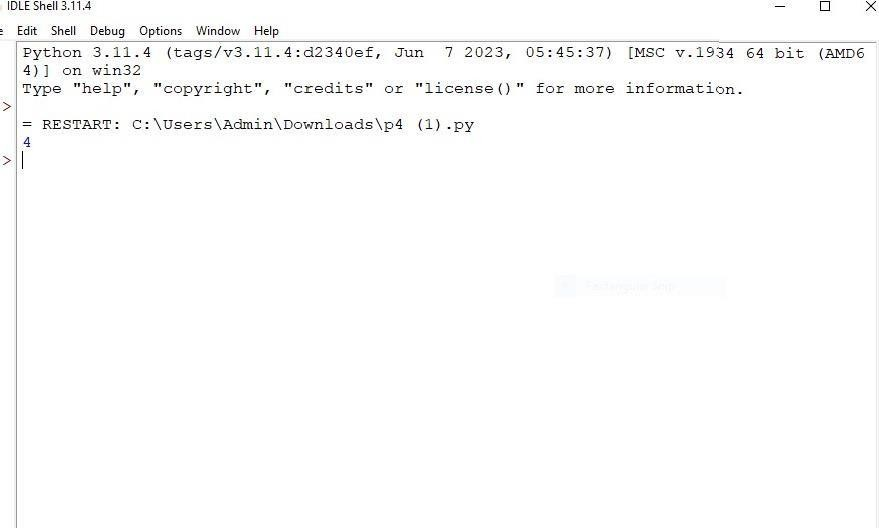 IDLE Shell 3.11.4
e Edit Shell Debug Options Window Help
Python 3.11.4 (tags/v3.11.4:d2340ef, Jun  7 2023, 05:45:37) [MSC v.1934 64 bit (AMD6
4)] on win32
Type "help", "copyright", "credits" or "license()" for more information.
>
= RESTART: C:\Users\Admin\Downloads\p4 (1).py
4
>
Rectangular Snip